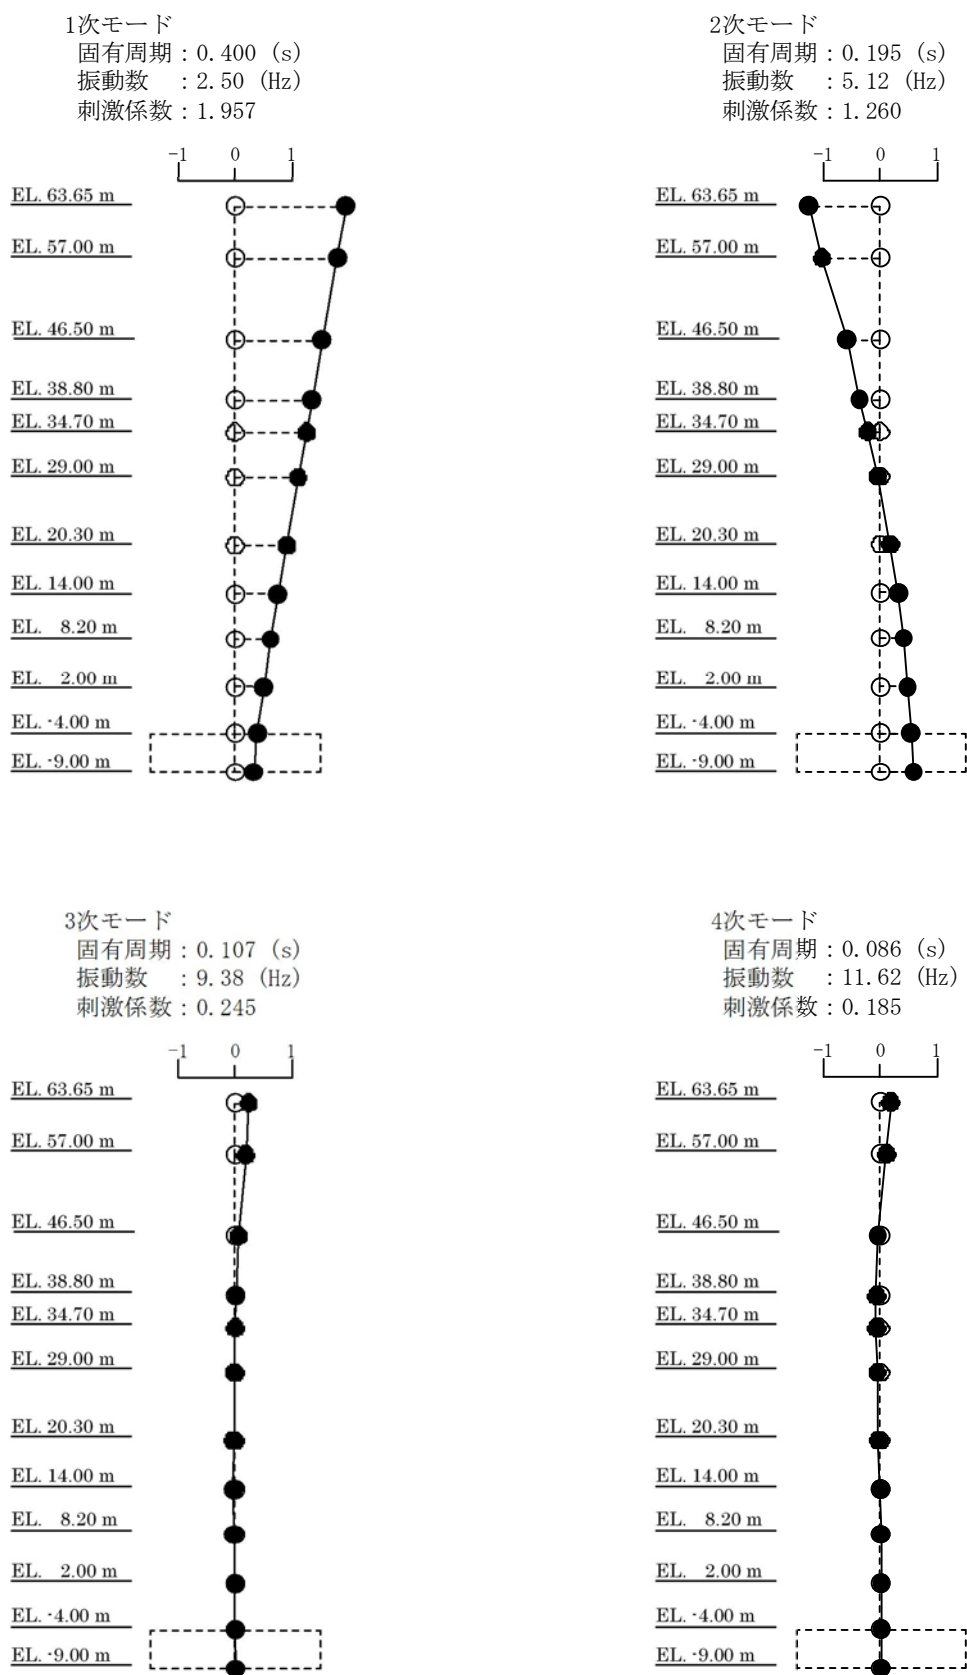 1次モード
固有周期：0.400 (s)
振動数　：2.50 (Hz)
刺激係数：1.957
-1 0 1
EL. 63.65 m
EL. 57.00 m
EL. 46.50 m
EL. 38.80 m
EL. 34.70 m
EL. 29.00 m
EL. 20.30 m
EL. 14.00 m
EL. 8.20 m
EL. 2.00 m
EL. -4.00 m
EL. -9.00 m
2次モード
固有周期：0.195 (s)
振動数　：5.12 (Hz)
刺激係数：1.260
-1 0 1
EL. 63.65 m
EL. 57.00 m
EL. 46.50 m
EL. 38.80 m
EL. 34.70 m
EL. 29.00 m
EL. 20.30 m
EL. 14.00 m
EL. 8.20 m
EL. 2.00 m
EL. -4.00 m
EL. -9.00 m
3次モード
固有周期：0.107 (s)
振動数　：9.38 (Hz)
刺激係数：0.245
-1 0 1
EL. 63.65 m
EL. 57.00 m
EL. 46.50 m
EL. 38.80 m
EL. 34.70 m
EL. 29.00 m
EL. 20.30 m
EL. 14.00 m
EL. 8.20 m
EL. 2.00 m
EL. -4.00 m
EL. -9.00 m
4次モード
固有周期：0.086 (s)
振動数　：11.62 (Hz)
刺激係数：0.185
-1 0 1
EL. 63.65 m
EL. 57.00 m
EL. 46.50 m
EL. 38.80 m
EL. 34.70 m
EL. 29.00 m
EL. 20.30 m
EL. 14.00 m
EL. 8.20 m
EL. 2.00 m
EL. -4.00 m
EL. -9.00 m